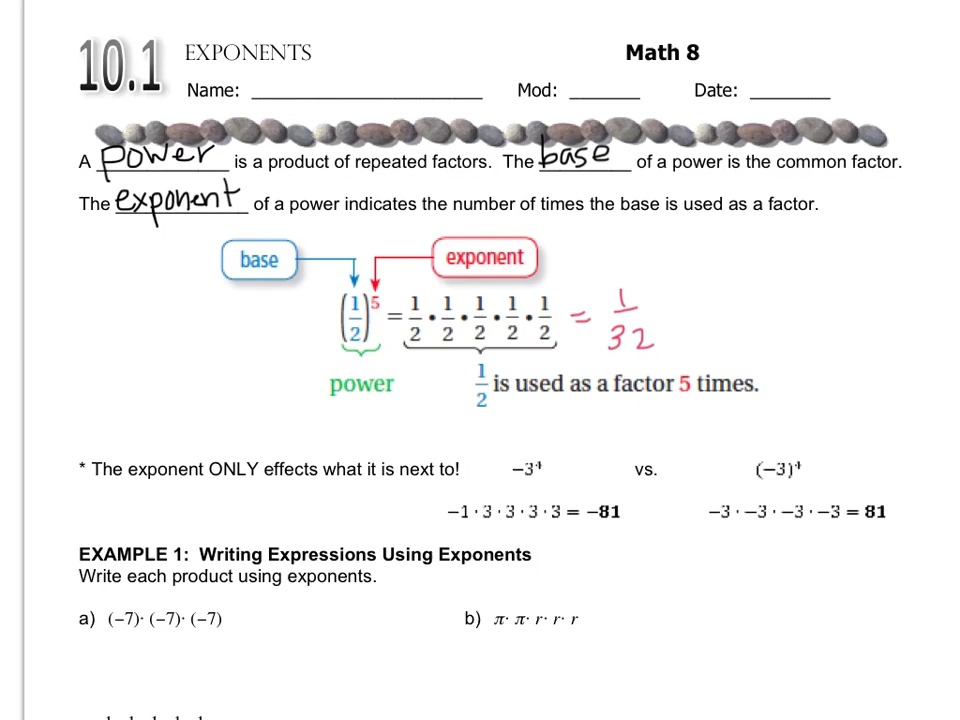 10.1 EXPONENTS Math 8
Name: ______________________ Mod: _______ Date: ________
A power is a product of repeated factors. The base of a power is the common factor.
The exponent of a power indicates the number of times the base is used as a factor.
base exponent
(1/2)^5 = 1/2 • 1/2 • 1/2 • 1/2 • 1/2 = 1/32
power 1/2 is used as a factor 5 times.
* The exponent ONLY effects what it is next to! −3⁴ vs. (−3)⁴
−1 · 3 · 3 · 3 · 3 = −81 −3 · −3 · −3 · −3 = 81
EXAMPLE 1: Writing Expressions Using Exponents
Write each product using exponents.
a) (−7)· (−7)· (−7) b) π· π· r· r· r